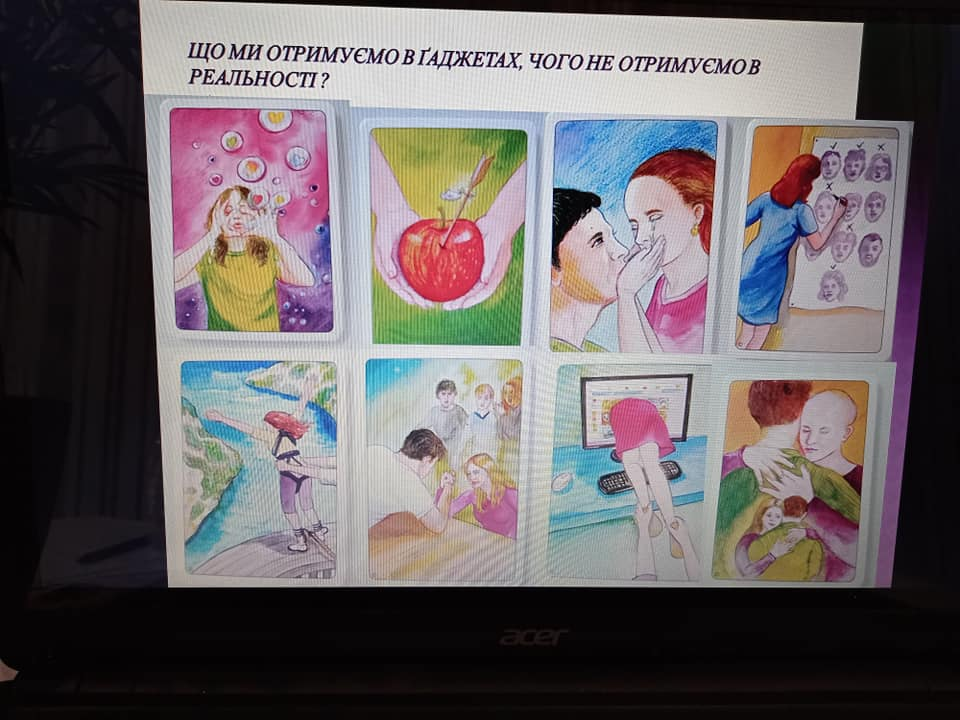 ЩО МИ ОТРИМУЄМО В ҐАДЖЕТАХ, ЧОГО НЕ ОТРИМУЄМО В
РЕАЛЬНОСТІ ?
acer